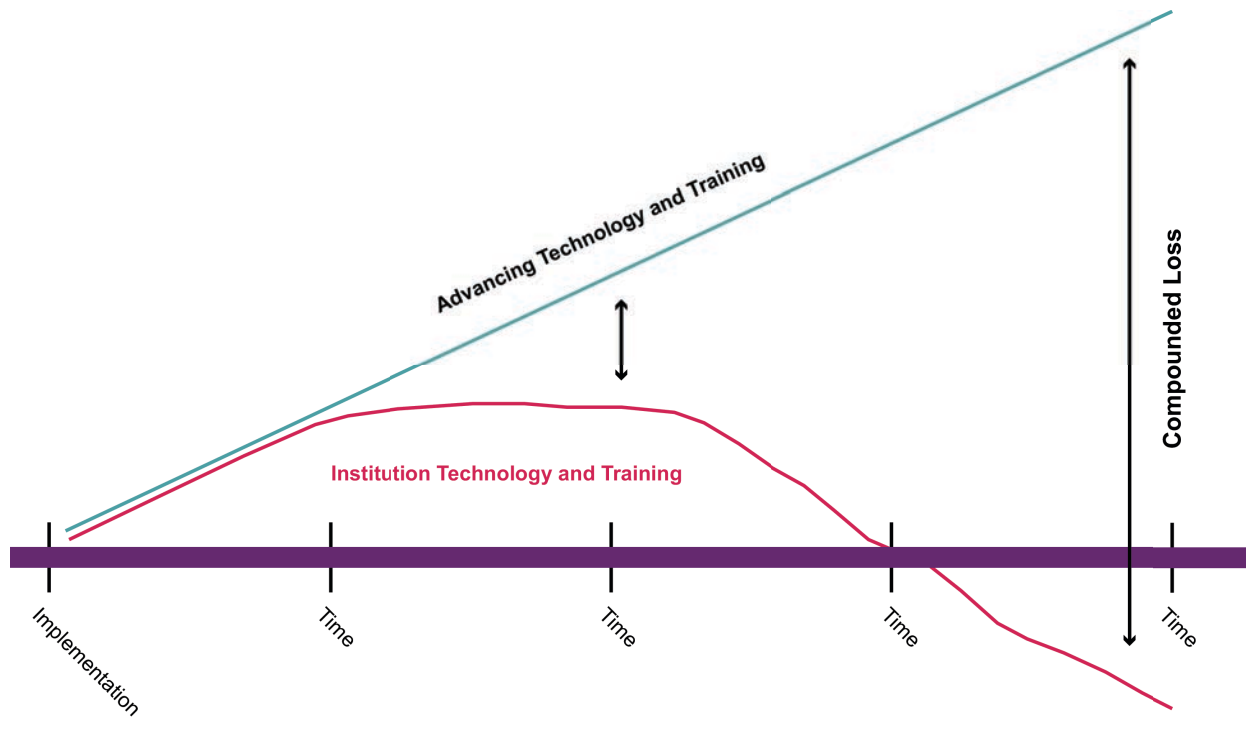 Advancing Technology and Training
Compounded Loss
Institution Technology and Training
Implementation
Time
Time
Time
Time